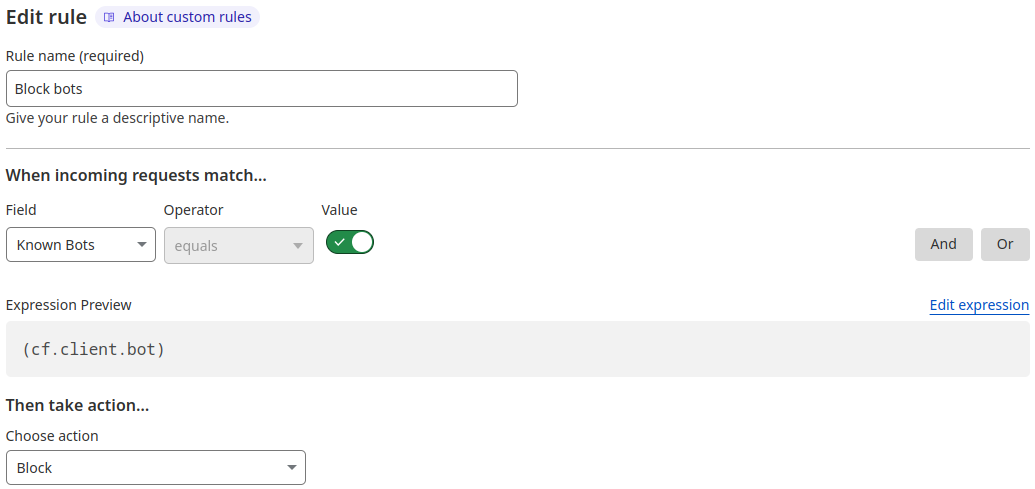 Edit rule About custom rules
Rule name (required)
Block bots
Give your rule a descriptive name.
When incoming requests match...
Field Operator Value
Known Bots equals And Or
Expression Preview Edit expression
(cf.client.bot)
Then take action...
Choose action
Block